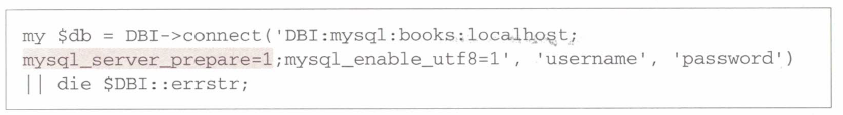 my $db = DBI->connect('DBI:mysql:books:localhost;
mysql_server_prepare=1;mysql_enable_utf8=1', 'username', 'password')
|| die $DBI::errstr;